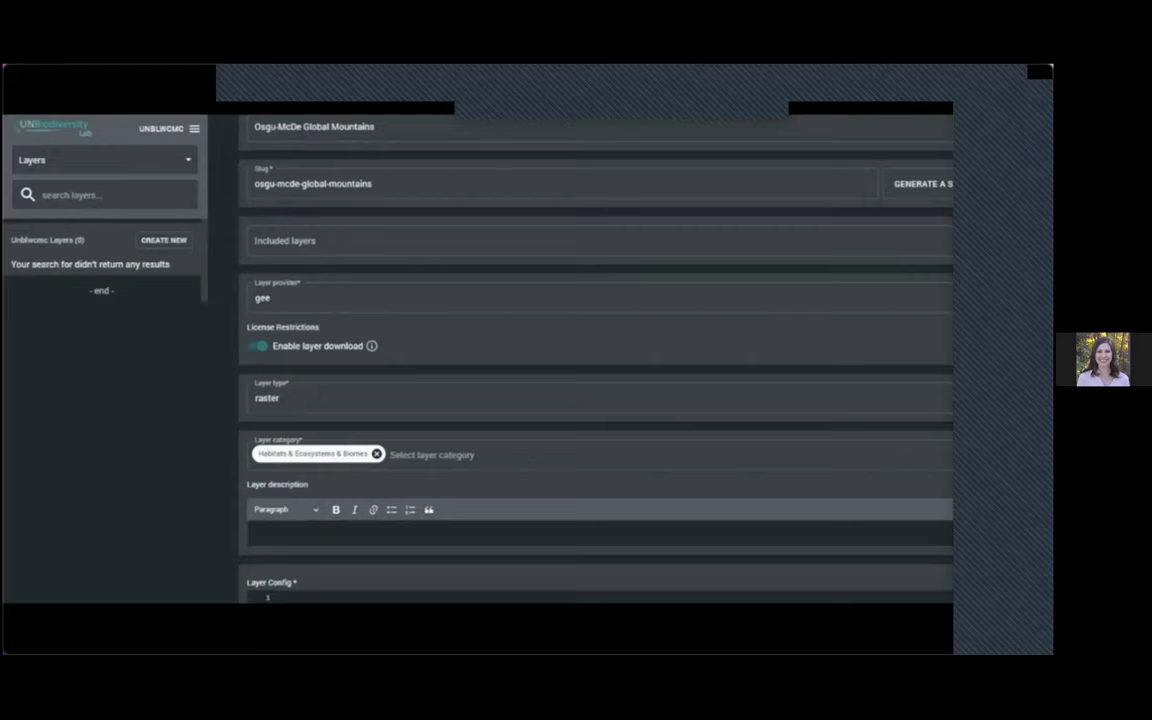 UNBiodiversity
Lab
UNBLWCMC
Layers
search layers...
Unblwcmc Layers (0)
CREATE NEW
Your search for didn't return any results
- end -
Osgu-McDe Global Mountains
Slug*
osgu-mcde-global-mountains
GENERATE A S
Included layers
Layer provider*
gee
License Restrictions
Enable layer download
Layer type*
raster
Layer category*
Habitats & Ecosystems & Biomes
Select layer category
Layer description
Paragraph
B I
Layer Config *
1